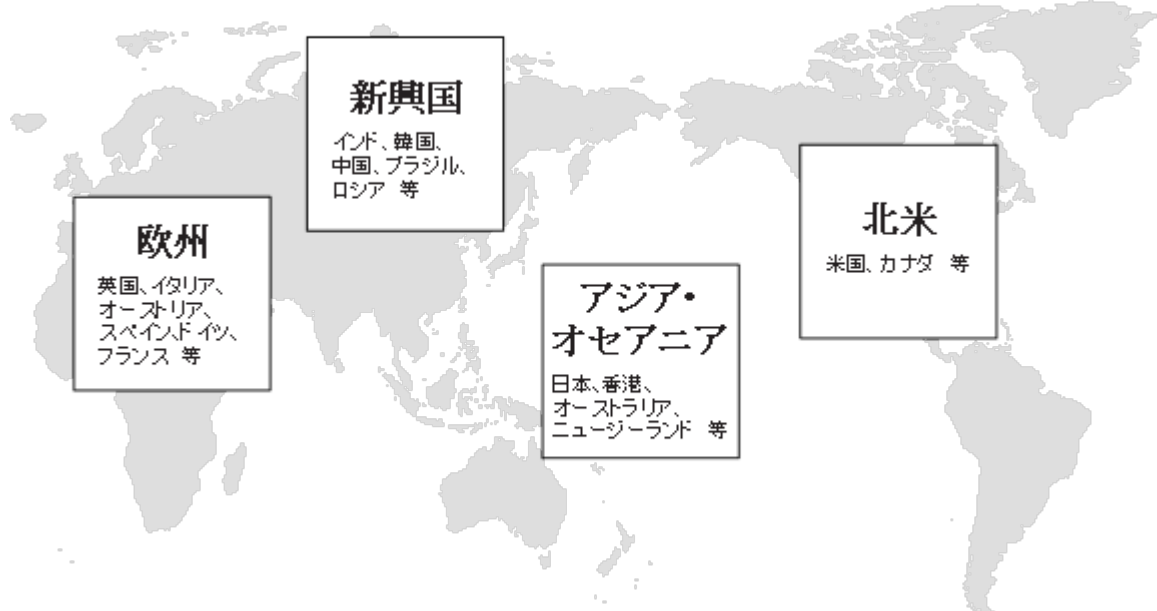 新興国
インド、韓国、
中国、ブラジル、
ロシア 等
欧州
英国、イタリア、
オーストリア、
スペイン、ドイツ、
フランス 等
アジア・
オセアニア
日本、香港、
オーストラリア、
ニュージーランド 等
北米
米国、カナダ 等